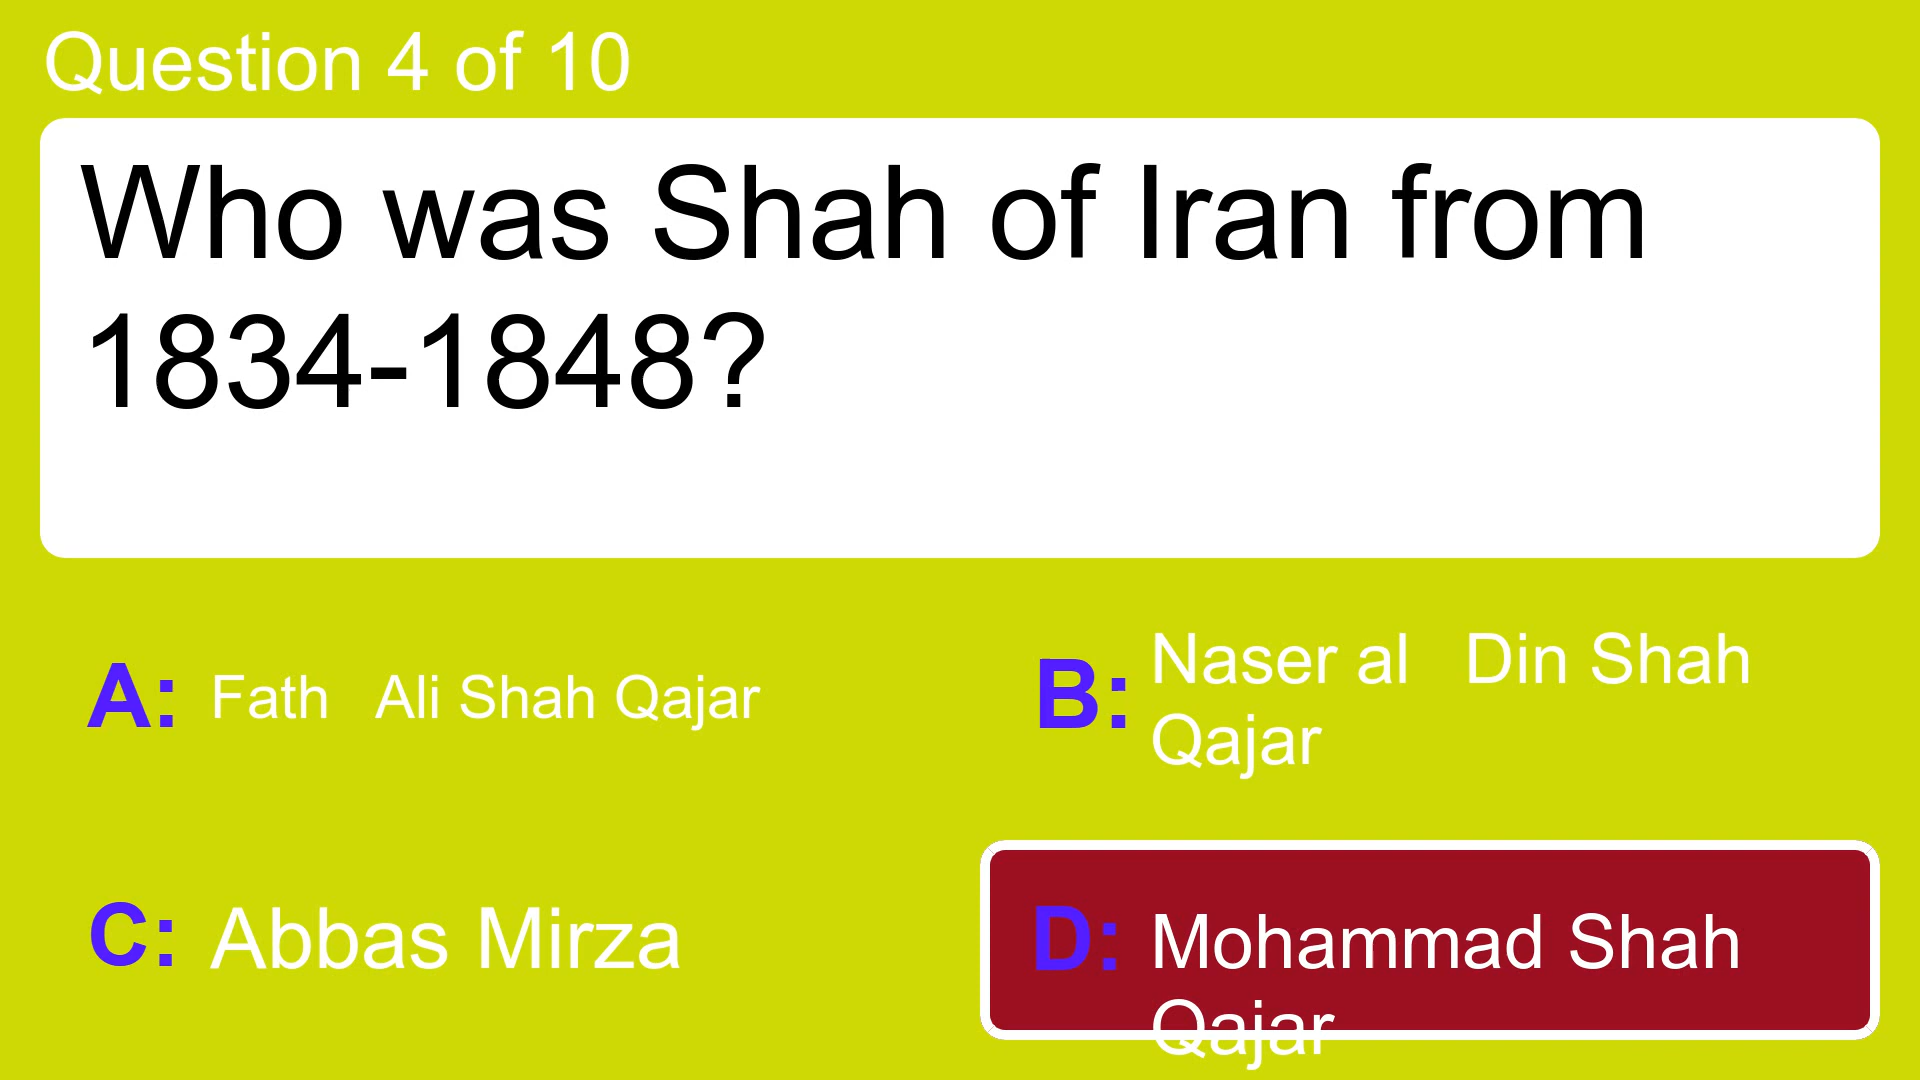 Question 4 of 10
Who was Shah of Iran from
1834-1848?
A: Fath   Ali Shah Qajar
B: Naser al   Din Shah
Qajar
C: Abbas Mirza
D: Mohammad Shah
Qajar